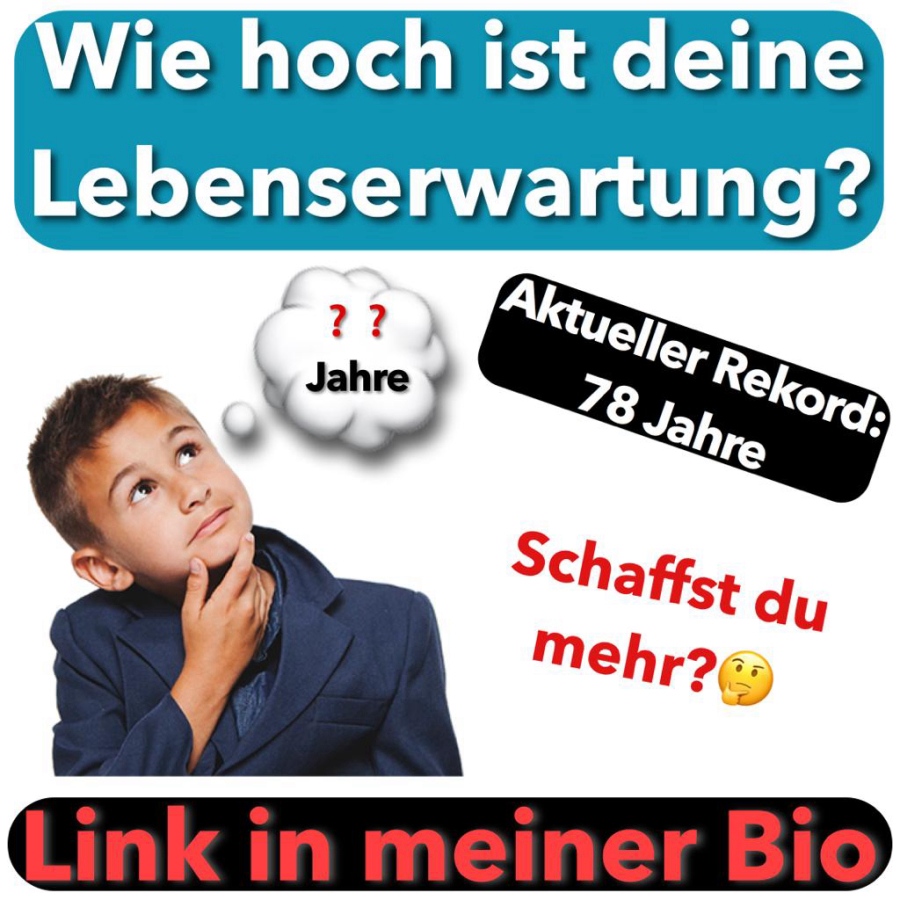 Wie hoch ist deine
Lebenserwartung?
? ?
Jahre
Aktueller Rekord:
78 Jahre
Schaffst du
mehr?🤔
Link in meiner Bio